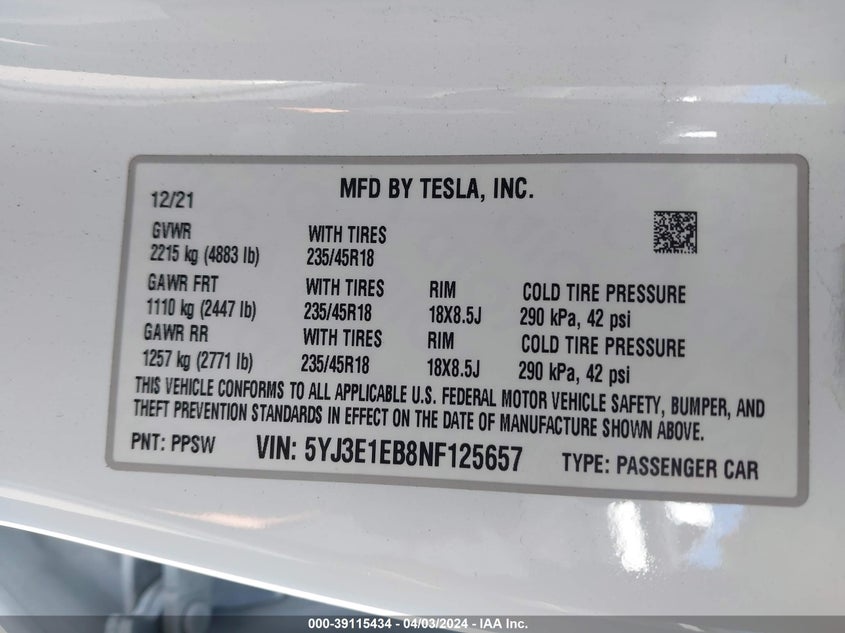 MFD BY TESLA, INC.
12/21
GVWR WITH TIRES
2215 kg (4883 lb) 235/45R18
GAWR FRT WITH TIRES RIM COLD TIRE PRESSURE
1110 kg (2447 lb) 235/45R18 18X8.5J 290 kPa, 42 psi
GAWR RR WITH TIRES RIM COLD TIRE PRESSURE
1257 kg (2771 lb) 235/45R18 18X8.5J 290 kPa, 42 psi
THIS VEHICLE CONFORMS TO ALL APPLICABLE U.S. FEDERAL MOTOR VEHICLE SAFETY, BUMPER, AND
THEFT PREVENTION STANDARDS IN EFFECT ON THE DATE OF MANUFACTURE SHOWN ABOVE.
PNT: PPSW VIN: 5YJ3E1EB8NF125657 TYPE: PASSENGER CAR
000-39115434 - 04/03/2024 - IAA Inc.